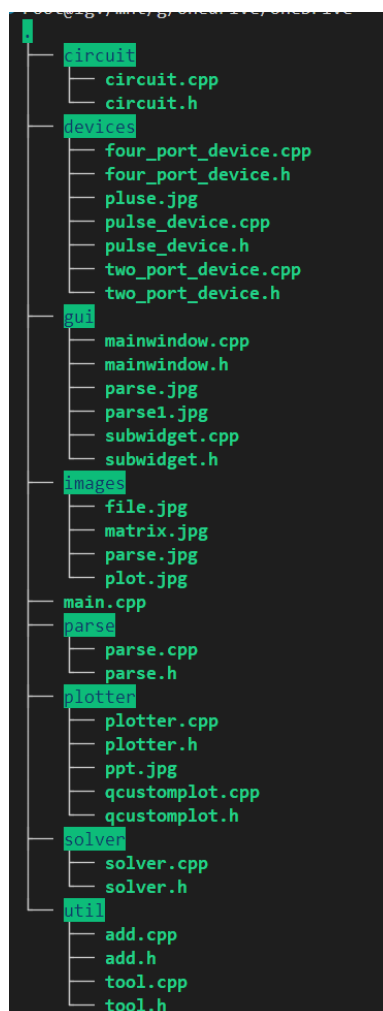 .
├── circuit
│   ├── circuit.cpp
│   └── circuit.h
├── devices
│   ├── four_port_device.cpp
│   ├── four_port_device.h
│   ├── pluse.jpg
│   ├── pulse_device.cpp
│   ├── pulse_device.h
│   ├── two_port_device.cpp
│   └── two_port_device.h
├── gui
│   ├── mainwindow.cpp
│   ├── mainwindow.h
│   ├── parse.jpg
│   ├── parse1.jpg
│   ├── subwidget.cpp
│   └── subwidget.h
├── images
│   ├── file.jpg
│   ├── matrix.jpg
│   ├── parse.jpg
│   └── plot.jpg
├── main.cpp
├── parse
│   ├── parse.cpp
│   └── parse.h
├── plotter
│   ├── plotter.cpp
│   ├── plotter.h
│   ├── ppt.jpg
│   ├── qcustomplot.cpp
│   └── qcustomplot.h
├── solver
│   ├── solver.cpp
│   └── solver.h
└── util
    ├── add.cpp
    ├── add.h
    ├── tool.cpp
    └── tool.h